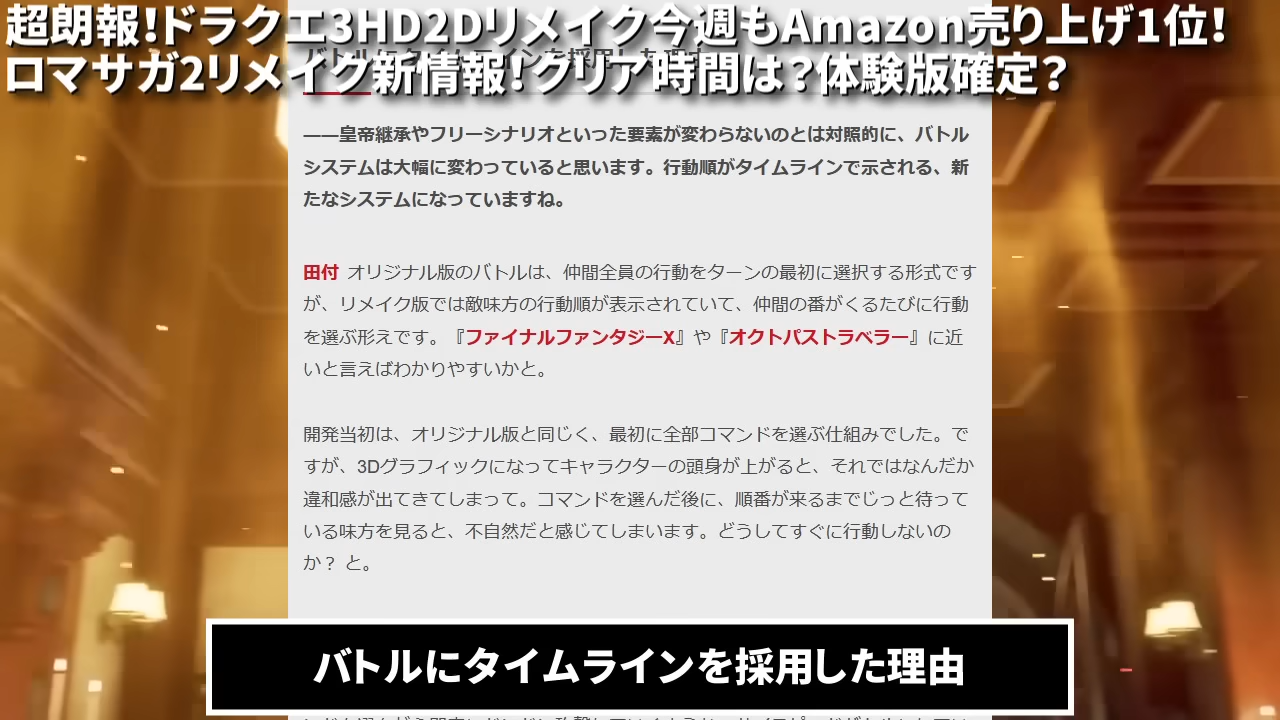 超朗報！ドラクエ3HD2Dリメイク今週もAmazon売り上げ1位！
ロマサガ2リメイク新情報！クリア時間は？体験版確定？
――皇帝継承やフリーシナリオといった要素が変わらないのとは対照的に、バトル
システムは大幅に変わっていると思います。行動順がタイムラインで示される、新
たなシステムになっていますね。
田付 オリジナル版のバトルは、仲間全員の行動をターンの最初に選択する形式です
が、リメイク版では敵味方の行動順が表示されていて、仲間の番がくるたびに行動
を選ぶ形えです。『ファイナルファンタジーX』や『オクトパストラベラー』に近
いと言えばわかりやすいかと。
開発当初は、オリジナル版と同じく、最初に全部コマンドを選ぶ仕組みでした。で
すが、3Dグラフィックになってキャラクターの頭身が上がると、それではなんだか
違和感が出てきてしまって。コマンドを選んだ後に、順番が来るまでじっと待って
いる味方を見ると、不自然だと感じてしまいます。どうしてすぐに行動しないの
か？ と。
バトルにタイムラインを採用した理由